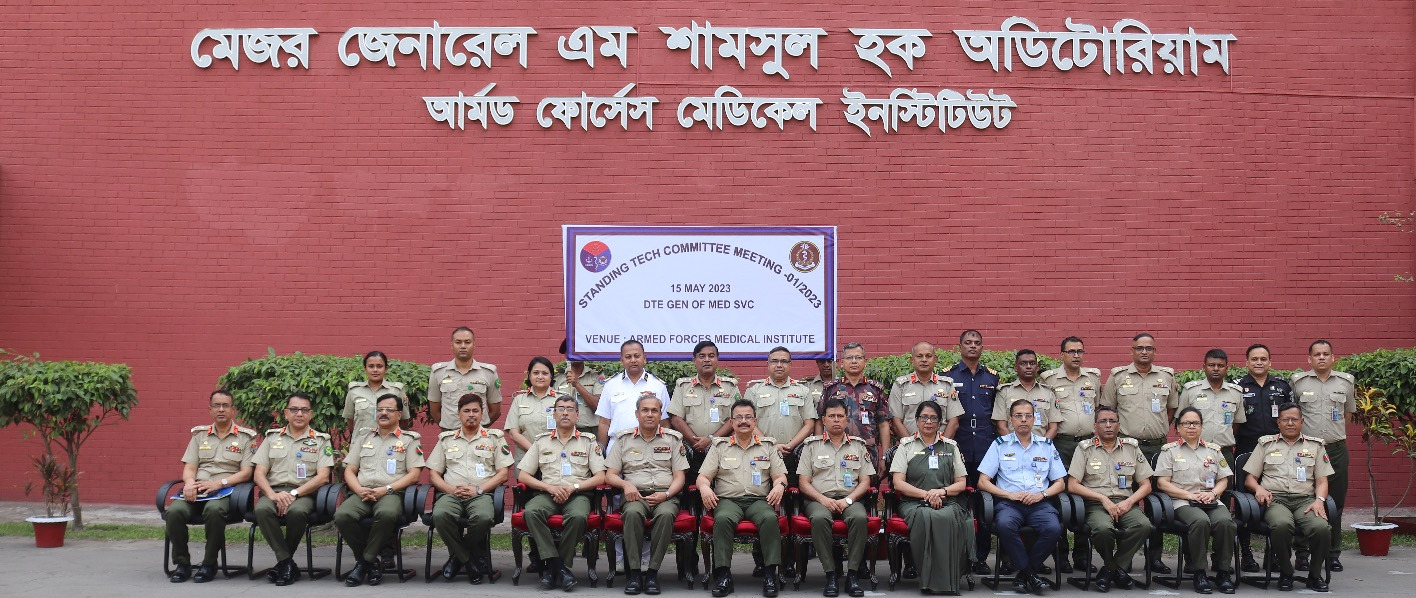 মেজর জেনারেল এম শামসুল হক অডিটোরিয়াম
আর্মড ফোর্সেস মেডিকেল ইনস্টিটিউট
STANDING TECH COMMITTEE MEETING -01/2023
15 MAY 2023
DTE GEN OF MED SVC
VENUE : ARMED FORCES MEDICAL INSTITUTE